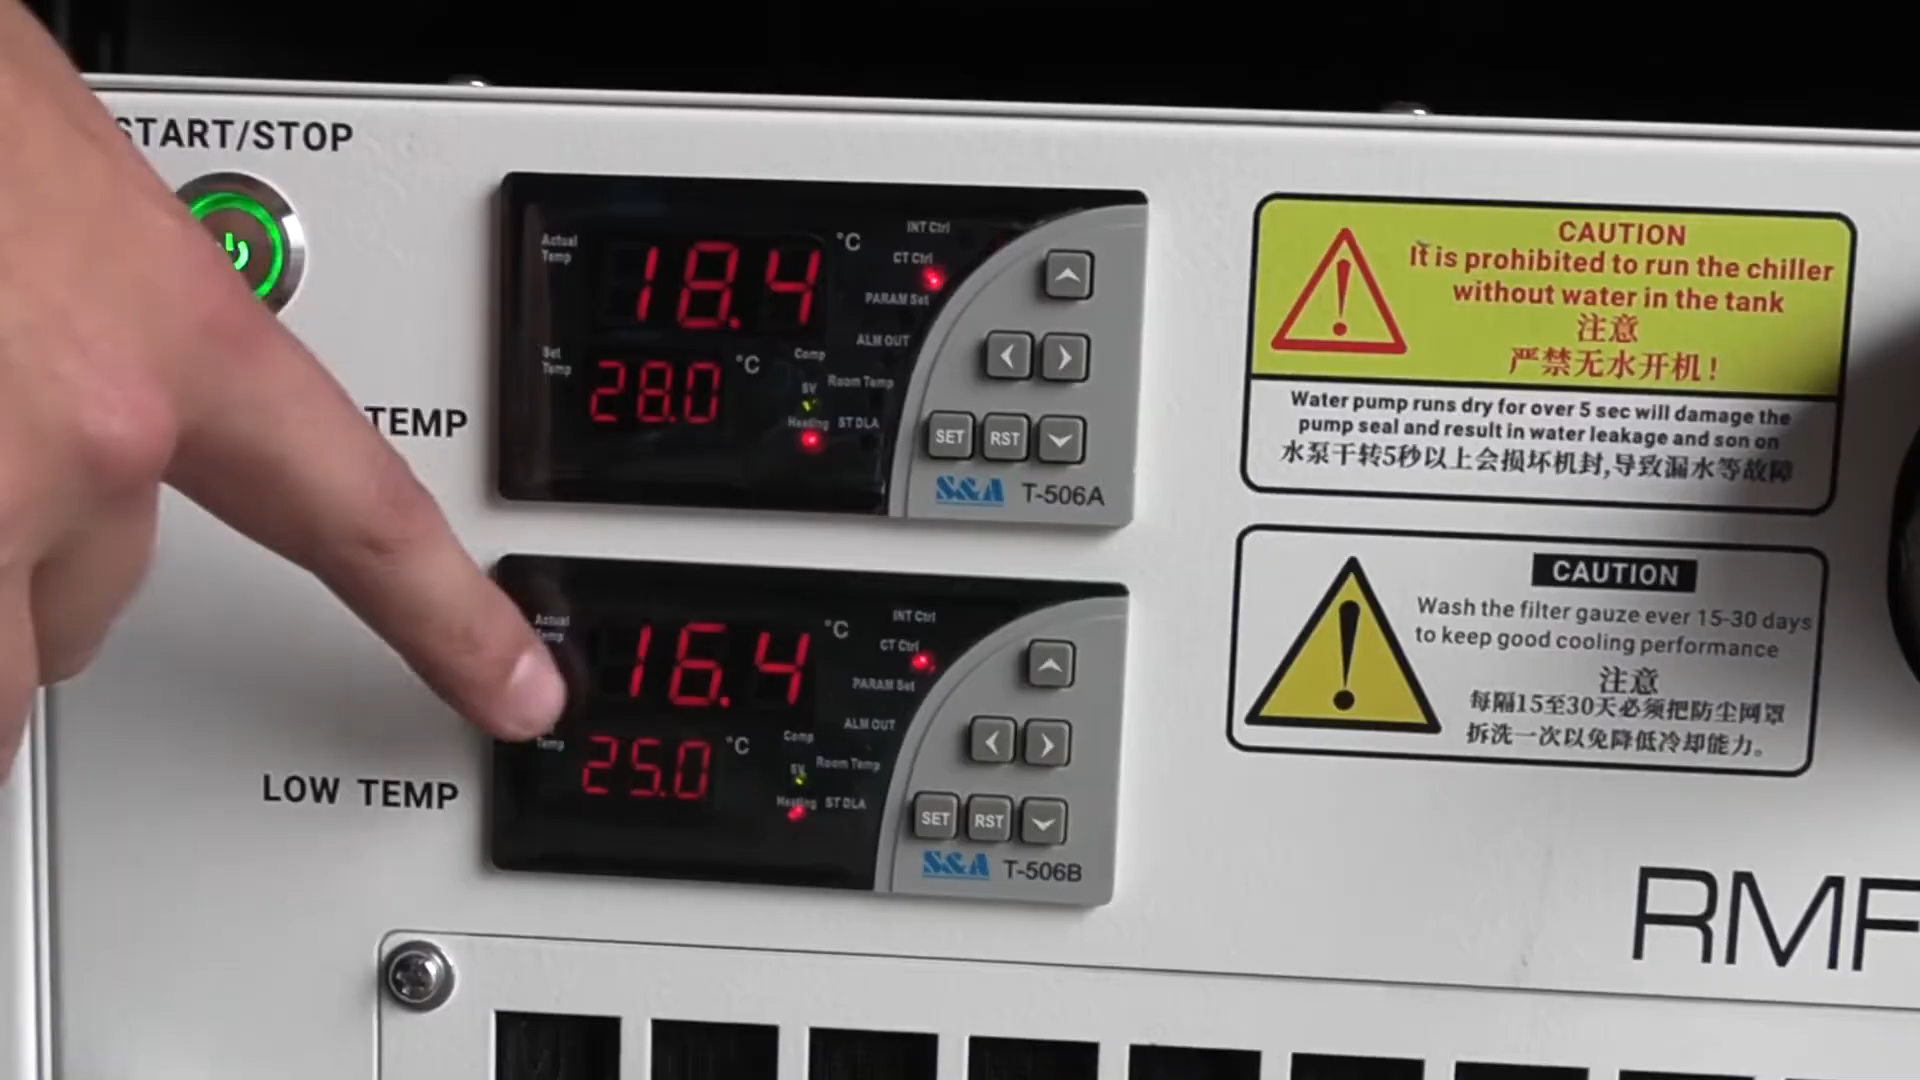 START/STOP
Actual
Temp
18.4
°C
INT Ctrl
CT Ctrl
PARAM Set
ALM OUT
Set
Temp
28.0
°C
Comp
SV
Room Temp
Heating
ST DLA
SET
RST
S&A T-506A
TEMP
Actual
Temp
16.4
°C
INT Ctrl
CT Ctrl
PARAM Set
ALM OUT
Temp
25.0
°C
Comp
SV
Room Temp
Heating
ST DLA
SET
RST
S&A T-506B
LOW TEMP
CAUTION
It is prohibited to run the chiller
without water in the tank
注意
严禁无水开机！
Water pump runs dry for over 5 sec will damage the
pump seal and result in water leakage and son on
水泵干转5秒以上会损坏机封,导致漏水等故障
CAUTION
Wash the filter gauze ever 15-30 days
to keep good cooling performance
注意
每隔15至30天必须把防尘网罩
拆洗一次以免降低冷却能力。
RMF